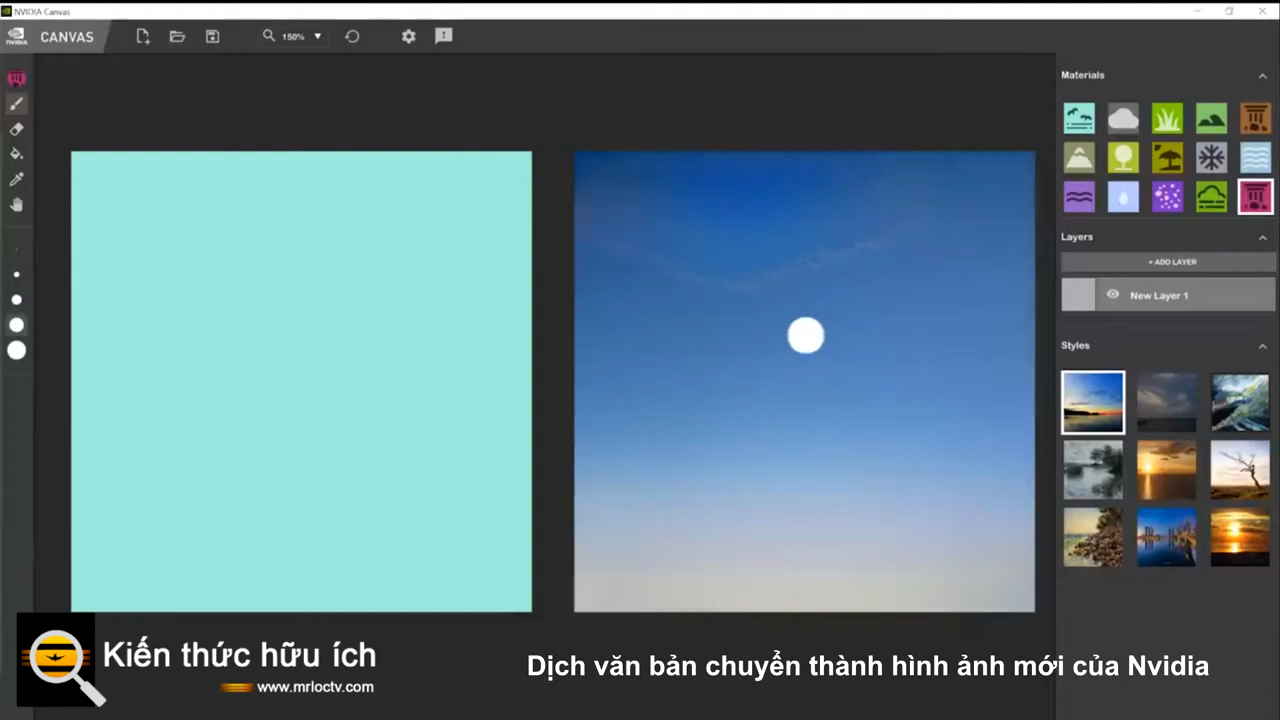 NVIDIA Canvas
NVIDIA
CANVAS
150%
Materials
Layers
+ ADD LAYER
New Layer 1
Styles
Kiến thức hữu ích
www.mrloctv.com
Dịch văn bản chuyển thành hình ảnh mới của Nvidia